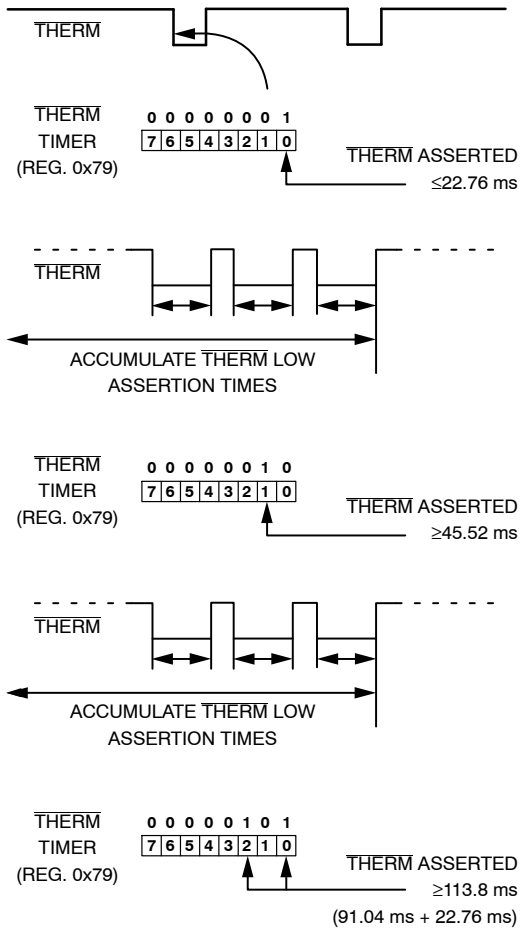 THERM
THERM
TIMER
(REG. 0x79)
0 0 0 0 0 0 0 1
7 6 5 4 3 2 1 0
THERM ASSERTED
≤22.76 ms
THERM
ACCUMULATE THERM LOW
ASSERTION TIMES
THERM
TIMER
(REG. 0x79)
0 0 0 0 0 0 1 0
7 6 5 4 3 2 1 0
THERM ASSERTED
≥45.52 ms
THERM
ACCUMULATE THERM LOW
ASSERTION TIMES
THERM
TIMER
(REG. 0x79)
0 0 0 0 0 1 0 1
7 6 5 4 3 2 1 0
THERM ASSERTED
≥113.8 ms
(91.04 ms + 22.76 ms)